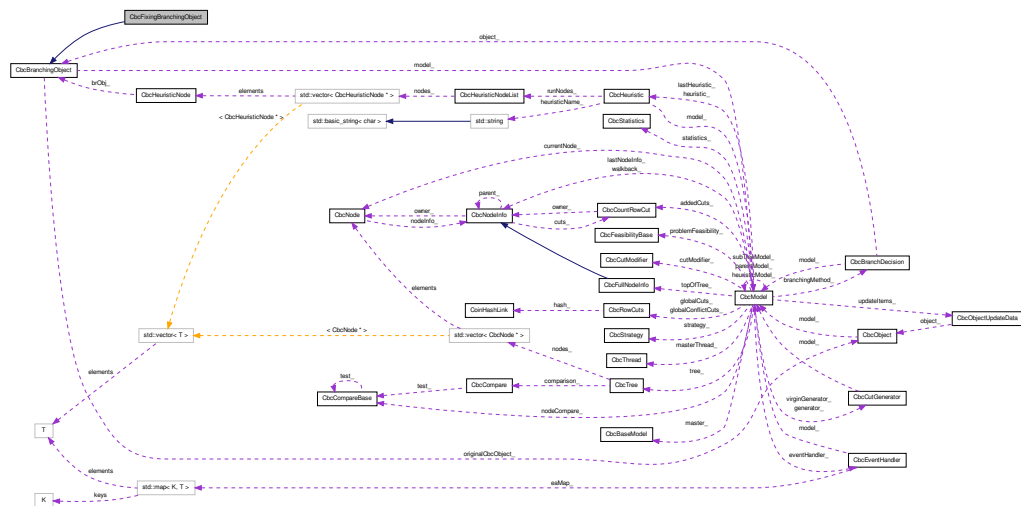 CbcFixingBranchingObject
object_
CbcBranchingObject
model_
brObj_
CbcHeuristicNode
elements
std::vector< CbcHeuristicNode * >
nodes_
CbcHeuristicNodeList
runNodes_
heuristicName_
CbcHeuristic
lastHeuristic_
heuristic_
model_
< CbcHeuristicNode * >
std::basic_string< char >
std::string
CbcStatistics
statistics_
currentNode_
lastNodeInfo_
walkback_
parent_
CbcNode
owner_
nodeInfo_
CbcNodeInfo
owner_
cuts_
CbcCountRowCut
addedCuts_
CbcFeasibilityBase
problemFeasibility_
CbcCutModifier
cutModifier_
subTreeModel_
parentModel_
heuristicModel_
model_
branchingMethod_
CbcBranchDecision
CbcFullNodeInfo
topOfTree_
CbcModel
elements
CoinHashLink
hash_
CbcRowCuts
globalCuts_
globalConflictCuts_
updateItems_
CbcObjectUpdateData
object_
model_
CbcObject
std::vector< T >
< CbcNode * >
std::vector< CbcNode * >
CbcStrategy
strategy_
masterThread_
model_
nodes_
CbcThread
elements
test_
CbcCompareBase
test_
CbcCompare
comparison_
CbcTree
tree_
nodeCompare_
virginGenerator_
generator_
CbcCutGenerator
T
CbcBaseModel
master_
model_
originalCbcObject_
eventHandler_
CbcEventHandler
elements
std::map< K, T >
eaMap_
keys
K